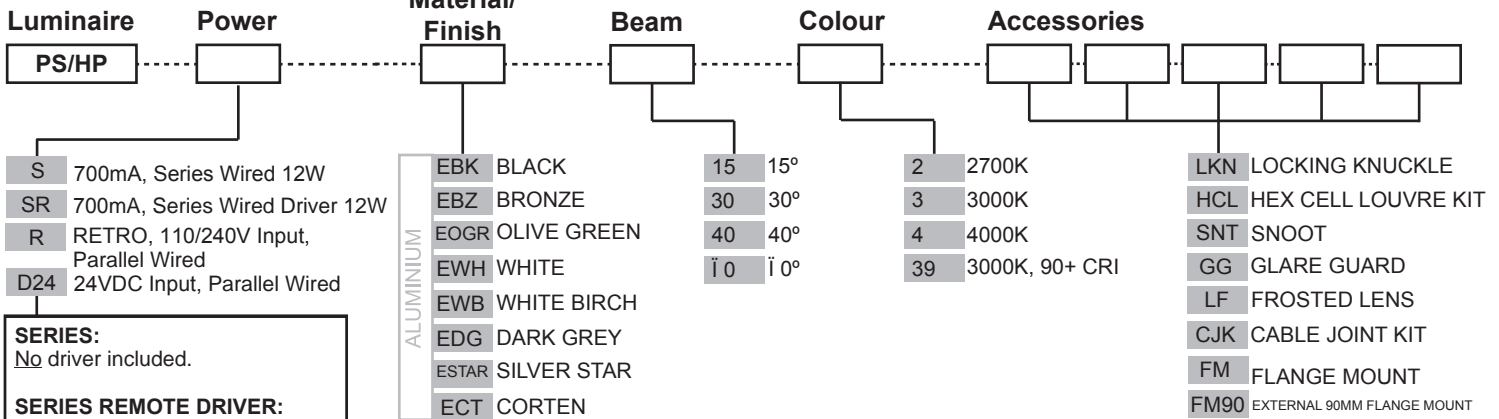 Material/
Luminaire Power Finish Beam Colour Accessories
PS/HP
S 700mA, Series Wired 12W
SR 700mA, Series Wired Driver 12W
R RETRO, 110/240V Input,
Parallel Wired
D24 24VDC Input, Parallel Wired
SERIES:
No driver included.
SERIES REMOTE DRIVER:
ALUMINIUM
EBK BLACK
EBZ BRONZE
EOGR OLIVE GREEN
EWH WHITE
EWB WHITE BIRCH
EDG DARK GREY
ESTAR SILVER STAR
ECT CORTEN
15 15º
30 30º
40 40º
Ï 0 Ï 0º
2 2700K
3 3000K
4 4000K
39 3000K, 90+ CRI
LKN LOCKING KNUCKLE
HCL HEX CELL LOUVRE KIT
SNT SNOOT
GG GLARE GUARD
LF FROSTED LENS
CJK CABLE JOINT KIT
FM FLANGE MOUNT
FM90 EXTERNAL 90MM FLANGE MOUNT